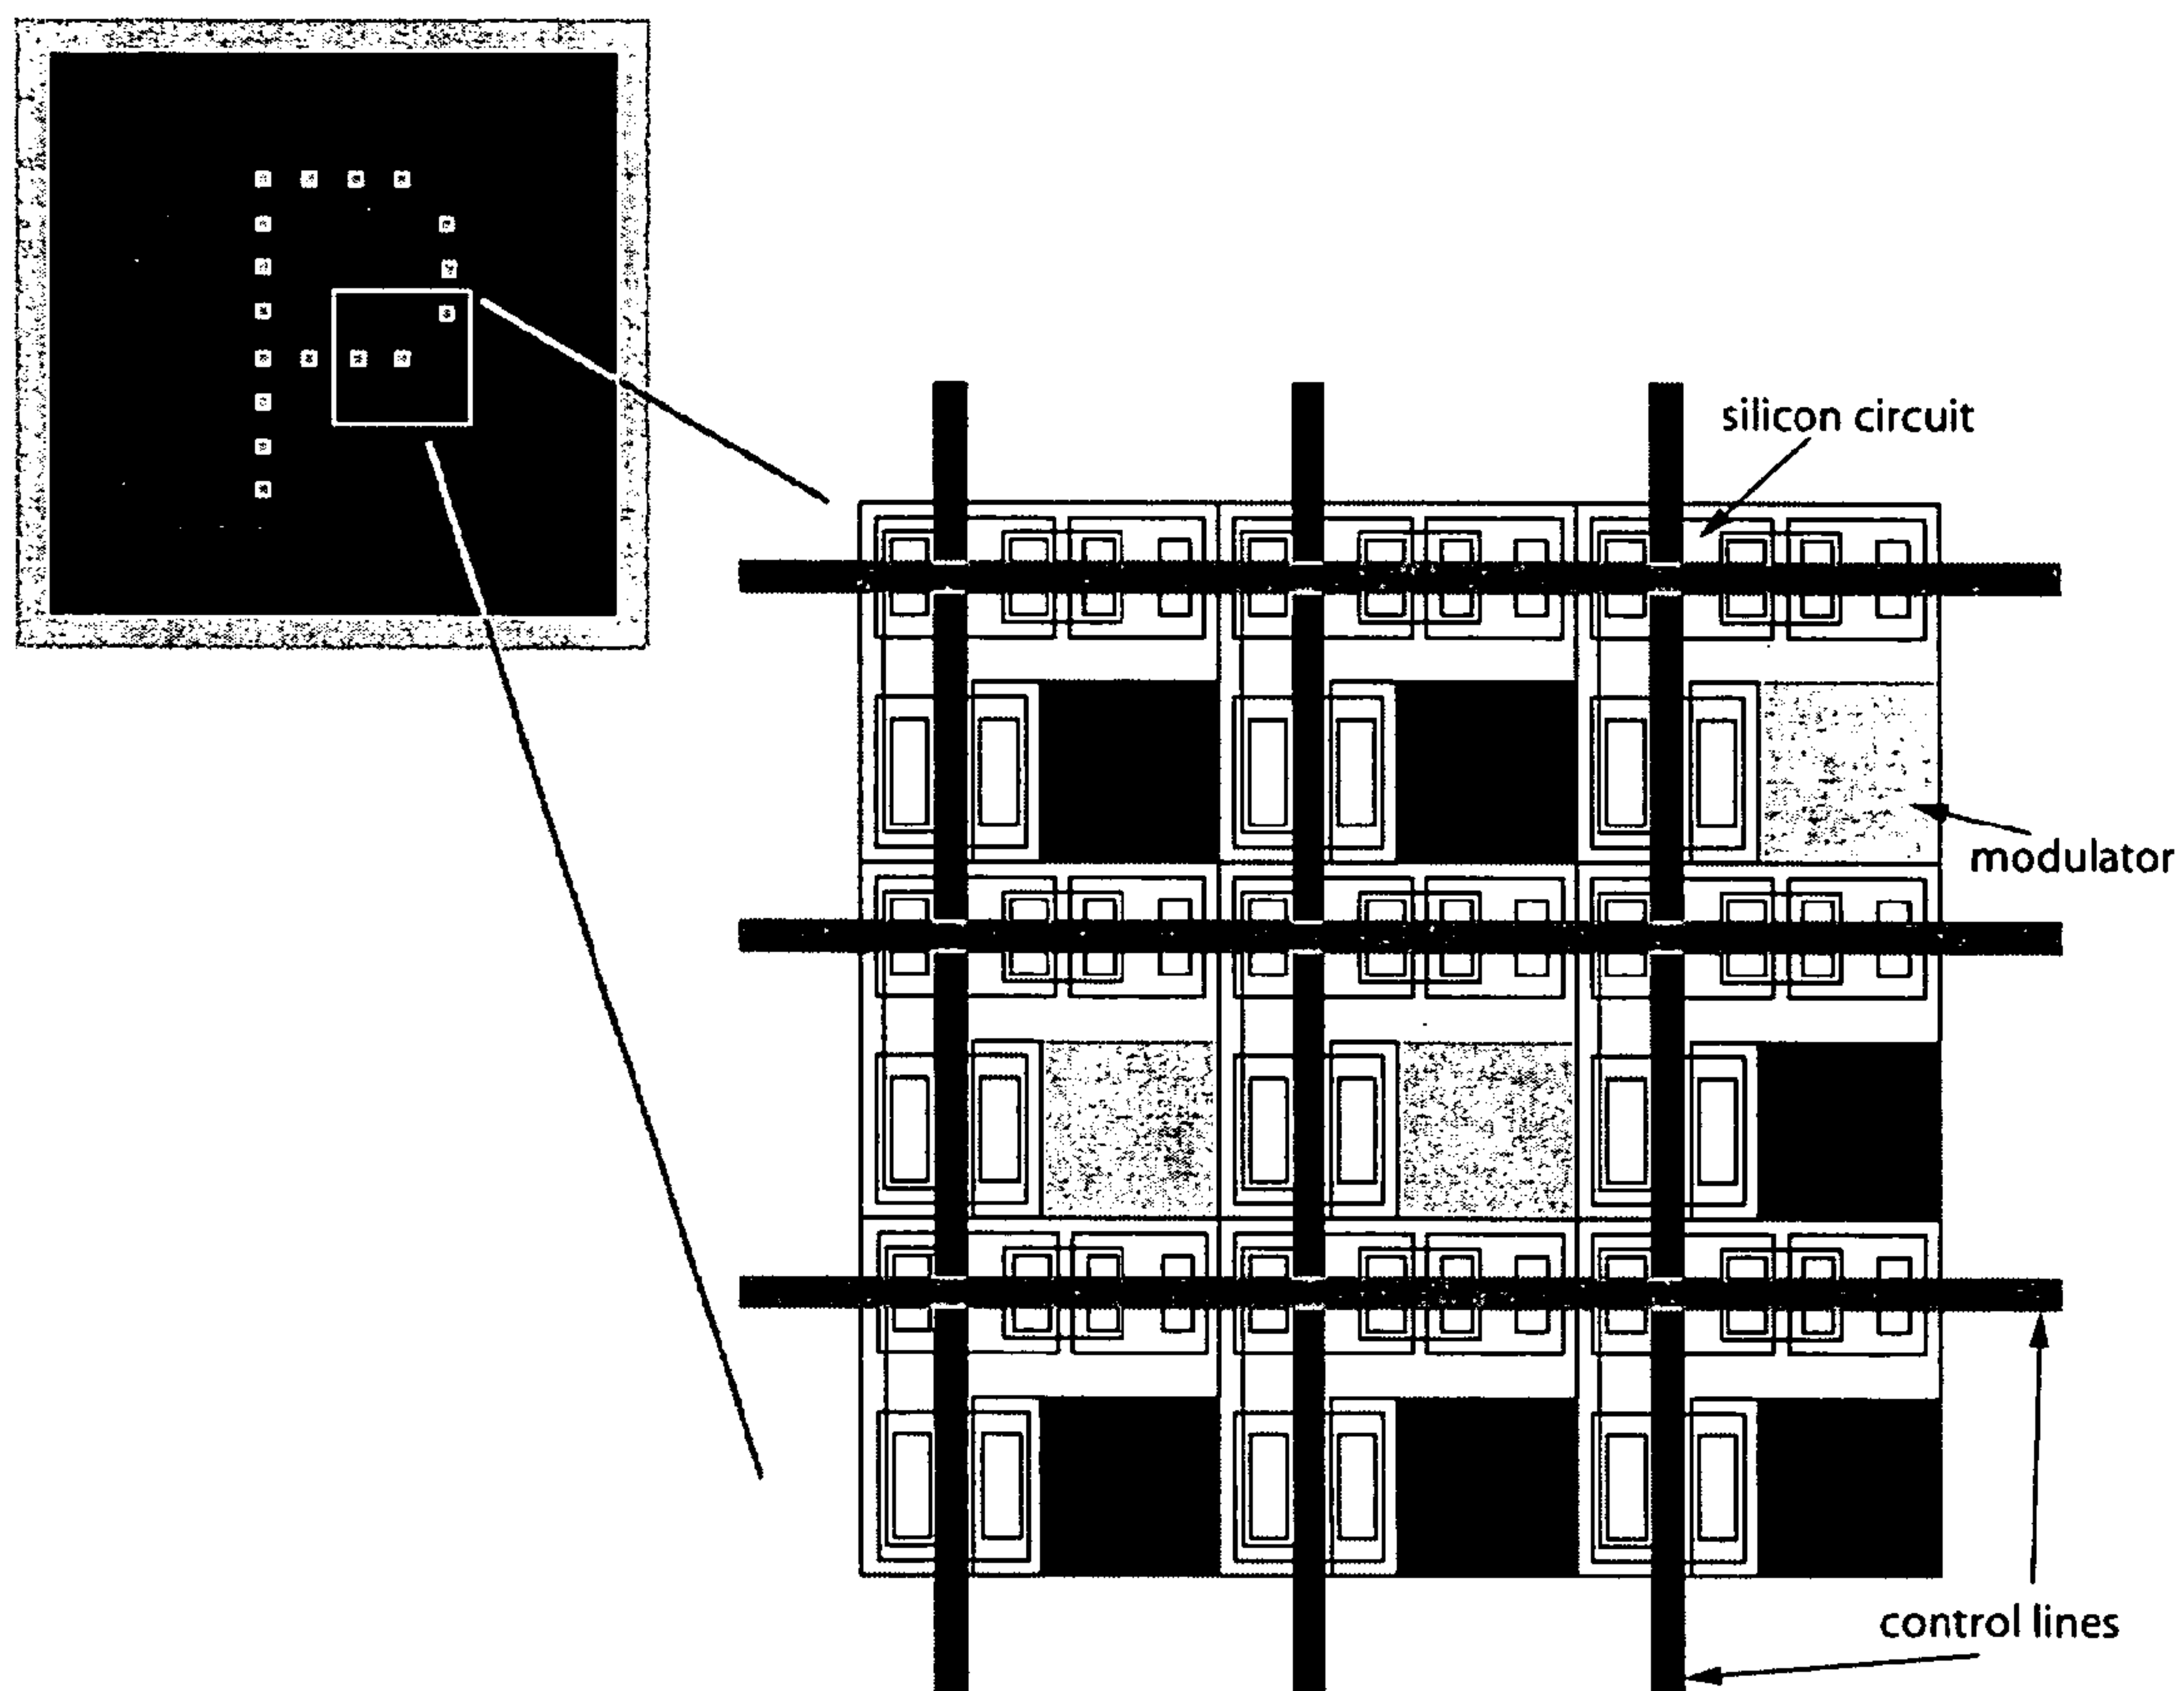 silicon circuit
modulator
control lines